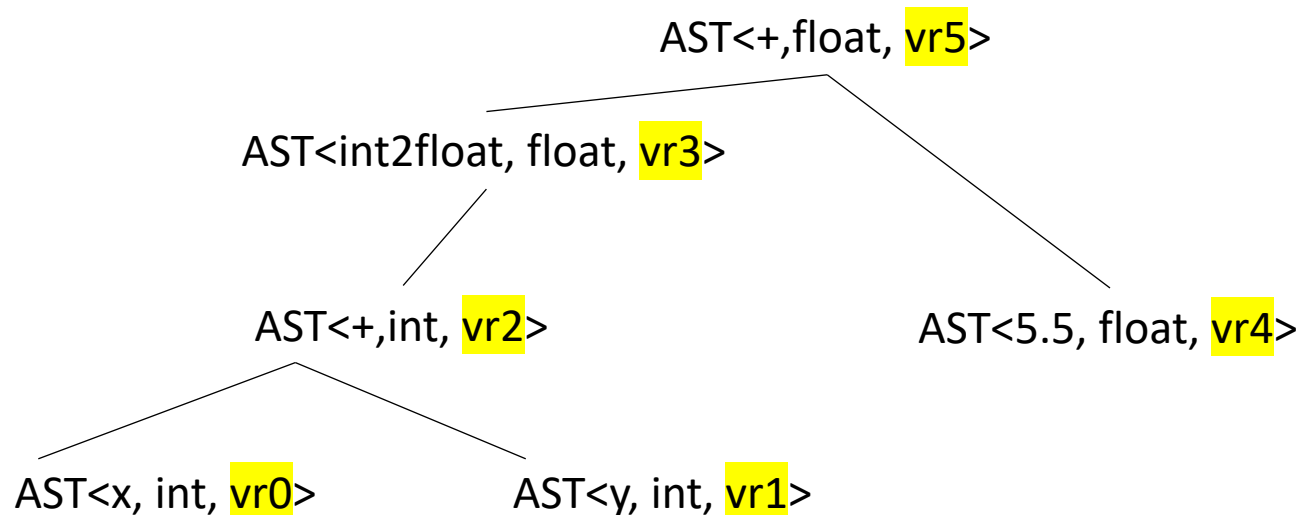 AST<+,float, vr5>
AST<int2float, float, vr3>
AST<+,int, vr2>
AST<5.5, float, vr4>
AST<x, int, vr0>
AST<y, int, vr1>